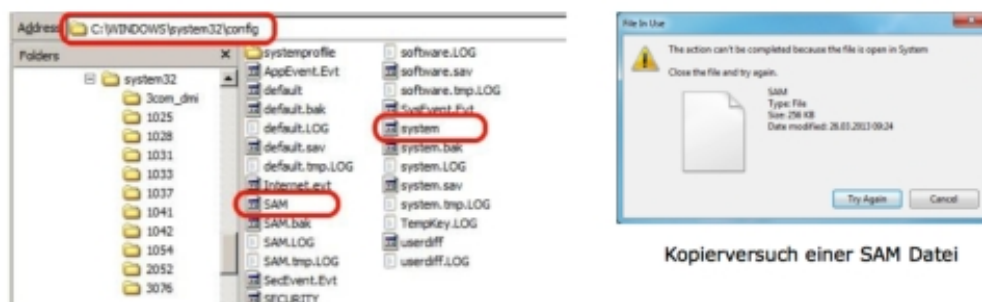 Address C:\WINDOWS\system32\config
Folders
system32
3com_dmi
1025
1028
1031
1033
1037
1041
1042
1054
2052
3076
systemprofile
AppEvent.Evt
default
default.bak
default.LOG
default.sav
default.tmp.LOG
Internet.evt
SAM
SAM.bak
SAM.LOG
SAM.tmp.LOG
SecEvent.Evt
SECURITY
software.LOG
software.sav
software.tmp.LOG
SysEvent.Evt
system
system.bak
system.LOG
system.sav
system.tmp.LOG
TempKey.LOG
userdiff
userdiff.LOG
File In Use
The action can't be completed because the file is open in System
Close the file and try again.
SAM
Type: File
Size: 256 KB
Date modified: 26.03.2013 09:24
Try Again
Cancel
Kopierversuch einer SAM Datei